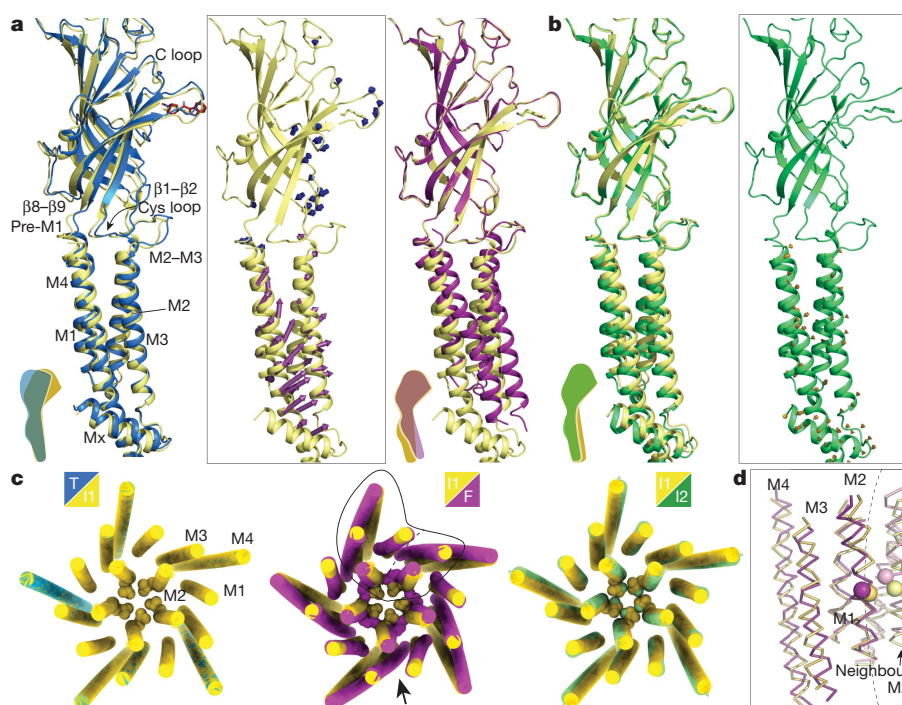 a
b
C loop
β8–β9
β1–β2
Cys loop
Pre-M1
M2–M3
M4
M2
M1
M3
Mx
c
T
I1
I1
F
I1
I2
d
M3
M4
M2
M1
M4
M3
M2
M1